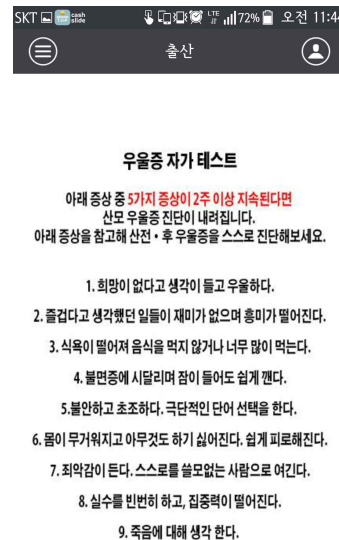 SKT cash slide LTE 72% 오전 11:44
출산
우울증 자가 테스트
아래 증상 중 5가지 증상이 2주 이상 지속된다면
산모 우울증 진단이 내려집니다.
아래 증상을 참고해 산전・후 우울증을 스스로 진단해보세요.
1. 희망이 없다고 생각이 들고 우울하다.
2. 즐겁다고 생각했던 일들이 재미가 없으며 흥미가 떨어진다.
3. 식욕이 떨어져 음식을 먹지 않거나 너무 많이 먹는다.
4. 불면증에 시달리며 잠이 들어도 쉽게 깬다.
5.불안하고 초조하다. 극단적인 단어 선택을 한다.
6. 몸이 무거워지고 아무것도 하기 싫어진다. 쉽게 피로해진다.
7. 죄악감이 든다. 스스로를 쓸모없는 사람으로 여긴다.
8. 실수를 빈번히 하고, 집중력이 떨어진다.
9. 죽음에 대해 생각 한다.